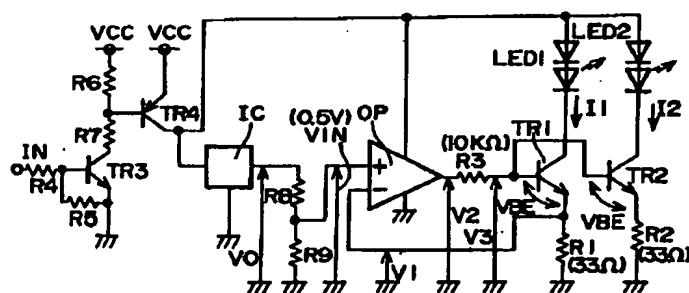 VCC VCC
LED2
LED1
R6
IC
(0.5V)
VIN
OP
TR4
R7
(10KΩ)
R3
TR1
I1 I2
IN
R4
TR3
R5
R8
R9
V0
V1
V2
V3
VBE
VBE
TR2
R1
(33Ω)
R2
(33Ω)
+
−